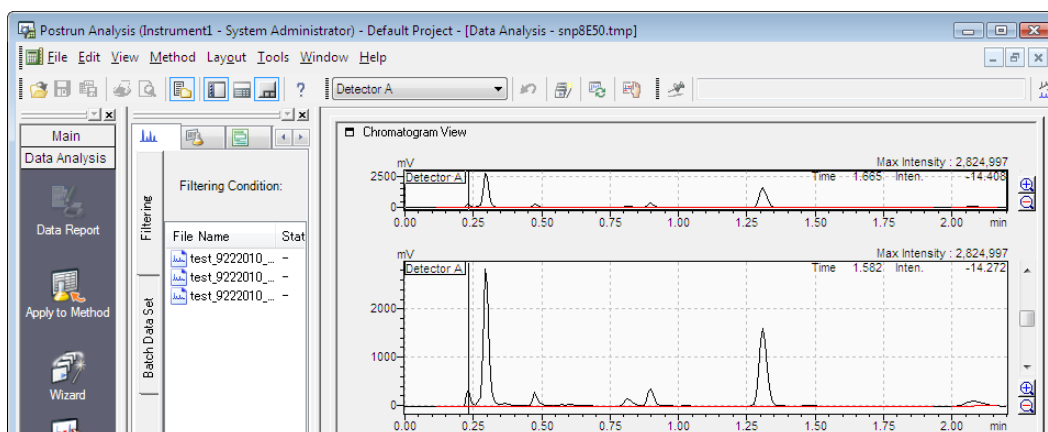 Postrun Analysis (Instrument1 - System Administrator) - Default Project - [Data Analysis - snp8E50.tmp]
File Edit View Method Layout Tools Window Help
? Detector A
Main
Data Analysis
Data Report
Apply to Method
Wizard
Filtering
Batch Data Set
Filtering Condition:
File Name Stat
test_9222010_... -
test_9222010_... -
test_9222010_... -
Chromatogram View
mV Max Intensity : 2,824,997
Detector A Time 1.665 Inten. -14.408
2500
0
0.00 0.25 0.50 0.75 1.00 1.25 1.50 1.75 2.00 min
mV Max Intensity : 2,824,997
Detector A Time 1.582 Inten. -14.272
2000
1000
0
0.00 0.25 0.50 0.75 1.00 1.25 1.50 1.75 2.00 min